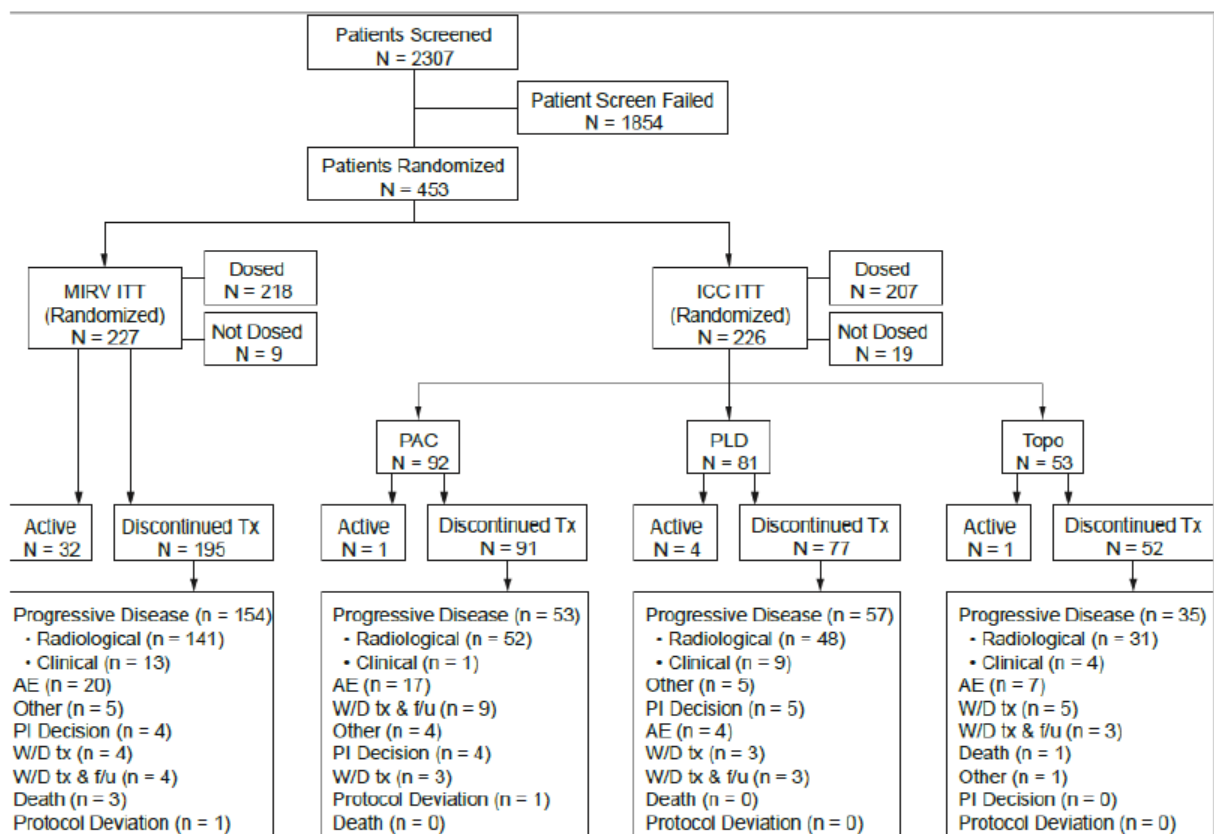 Patients Screened
N = 2307
Patient Screen Failed
N = 1854
Patients Randomized
N = 453
MIRV ITT
(Randomized)
N = 227
Dosed
N = 218
Not Dosed
N = 9
ICC ITT
(Randomized)
N = 226
Dosed
N = 207
Not Dosed
N = 19
PAC
N = 92
PLD
N = 81
Topo
N = 53
Active
N = 32
Discontinued Tx
N = 195
Active
N = 1
Discontinued Tx
N = 91
Active
N = 4
Discontinued Tx
N = 77
Active
N = 1
Discontinued Tx
N = 52
Progressive Disease (n = 154)
• Radiological (n = 141)
• Clinical (n = 13)
AE (n = 20)
Other (n = 5)
PI Decision (n = 4)
W/D tx (n = 4)
W/D tx & f/u (n = 4)
Death (n = 3)
Protocol Deviation (n = 1)
Progressive Disease (n = 53)
• Radiological (n = 52)
• Clinical (n = 1)
AE (n = 17)
W/D tx & f/u (n = 9)
Other (n = 4)
PI Decision (n = 4)
W/D tx (n = 3)
Protocol Deviation (n = 1)
Death (n = 0)
Progressive Disease (n = 57)
• Radiological (n = 48)
• Clinical (n = 9)
Other (n = 5)
PI Decision (n = 5)
AE (n = 4)
W/D tx (n = 3)
W/D tx & f/u (n = 3)
Death (n = 0)
Protocol Deviation (n = 0)
Progressive Disease (n = 35)
• Radiological (n = 31)
• Clinical (n = 4)
AE (n = 7)
W/D tx (n = 5)
W/D tx & f/u (n = 3)
Death (n = 1)
Other (n = 1)
PI Decision (n = 0)
Protocol Deviation (n = 0)